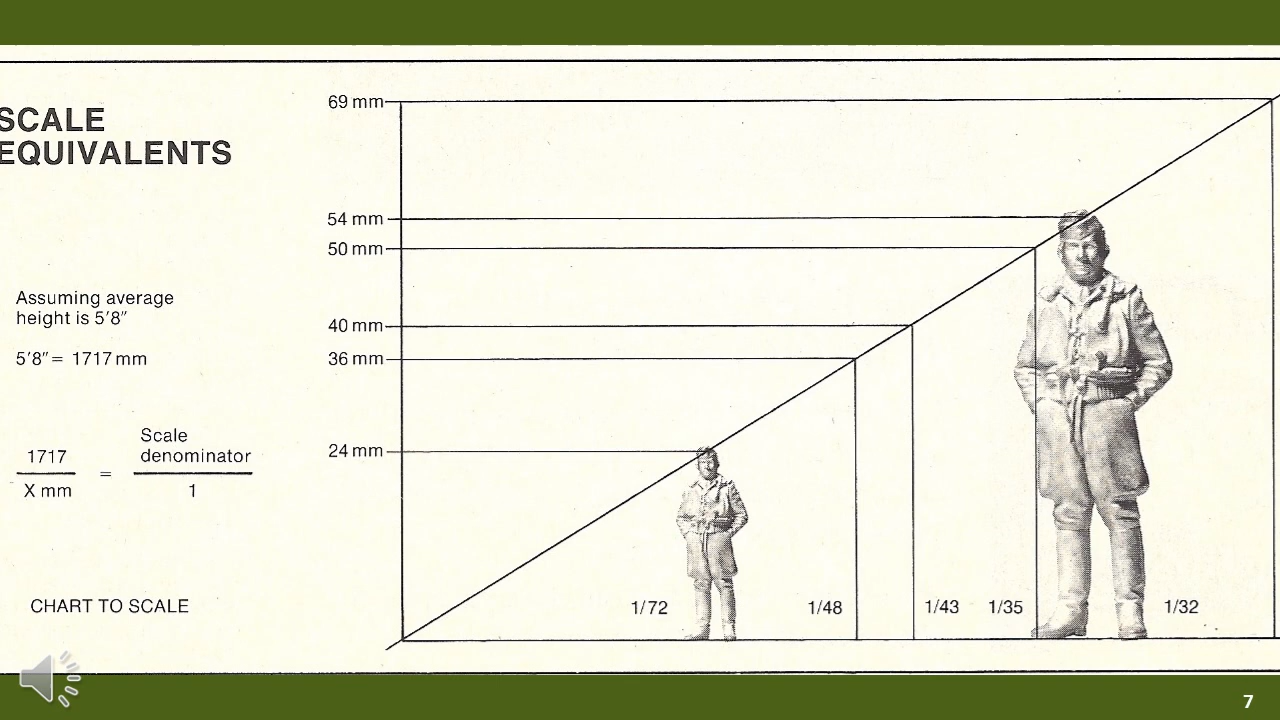 SCALE
EQUIVALENTS
Assuming average
height is 5'8"
5'8" = 1717 mm
1717
X mm
=
Scale
denominator
1
CHART TO SCALE
69 mm
54 mm
50 mm
40 mm
36 mm
24 mm
1/72
1/48
1/43
1/35
1/32
7